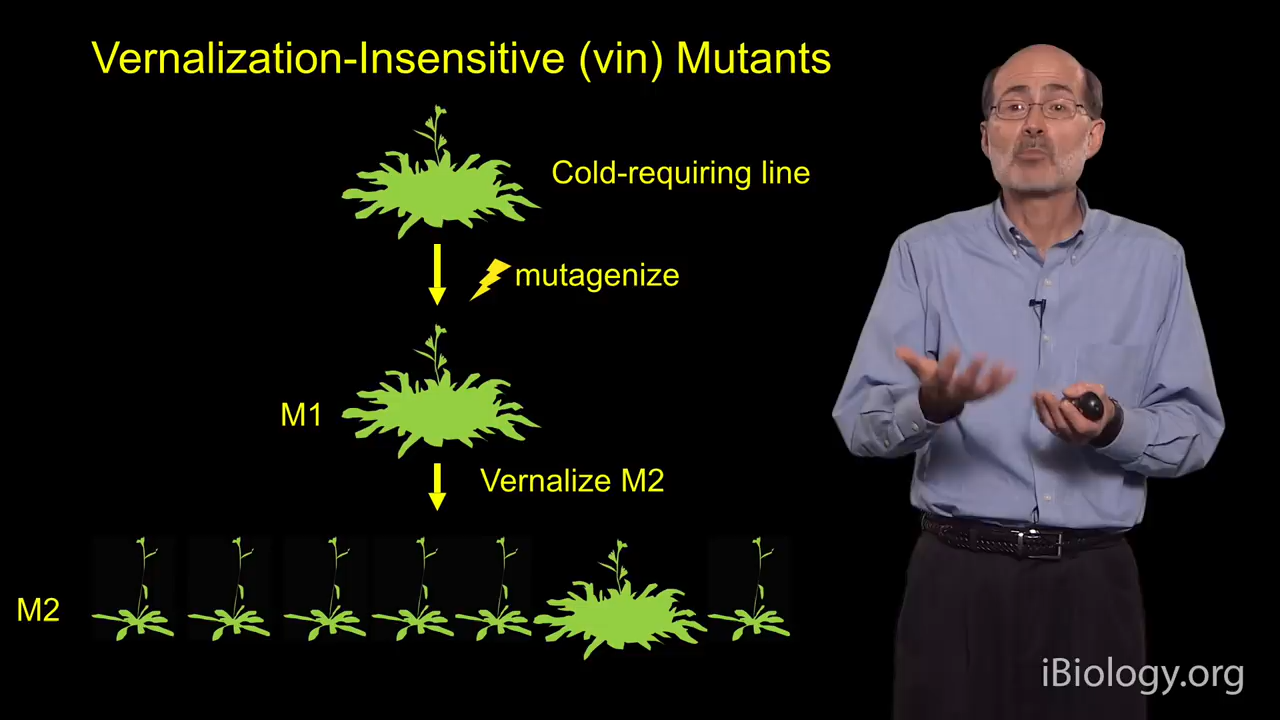 Vernalization-Insensitive (vin) Mutants
Cold-requiring line
mutagenize
M1
Vernalize M2
M2
iBiology.org